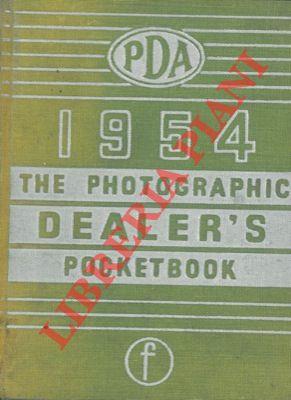 PDA
1954
THE PHOTOGRAPHIC
DEALER'S
POCKETBOOK
f
LIBRERIA PIANI